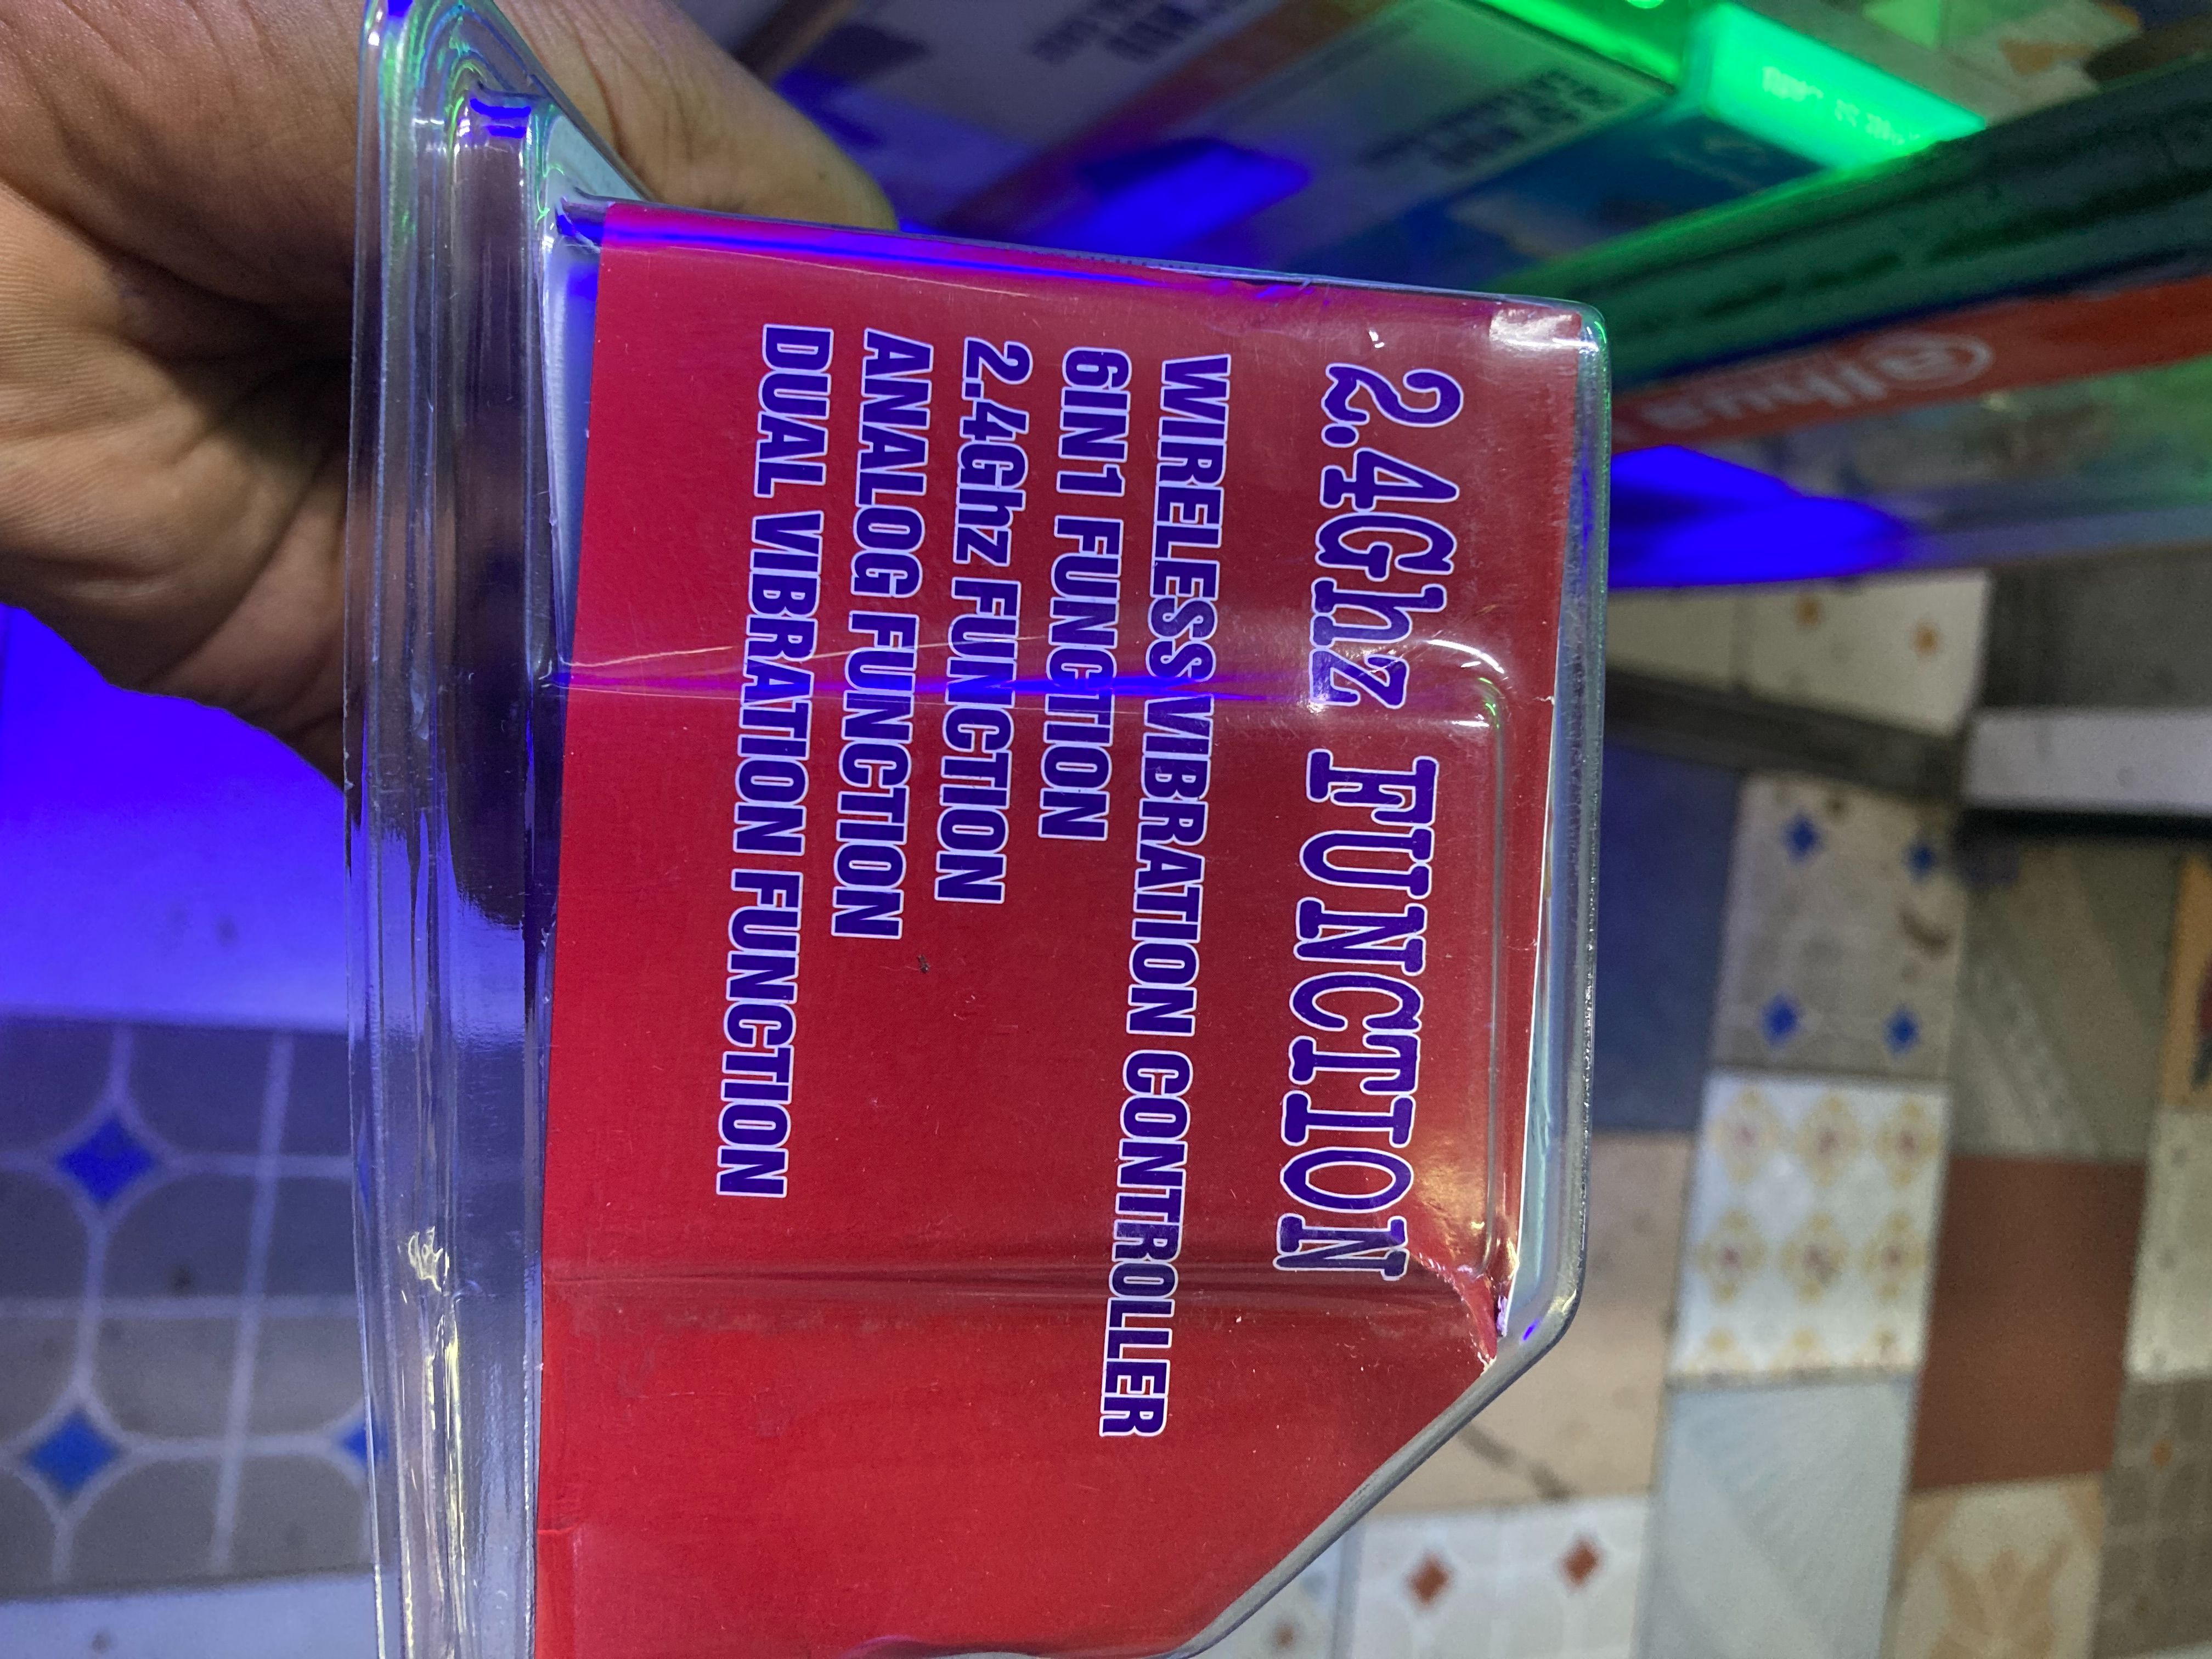 2.4Ghz FUNCTION
WIRELESS VIBRATION CONTROLLER
6IN1 FUNCTION
2.4Ghz FUNCTION
ANALOG FUNCTION
DUAL VIBRATION FUNCTION